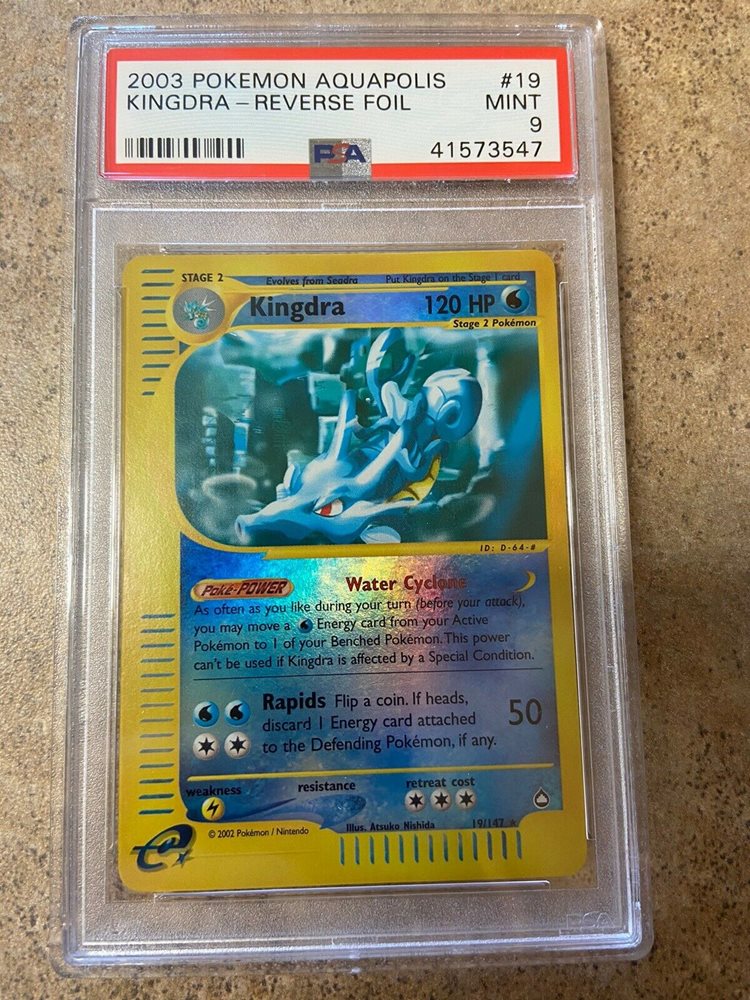 2003 POKEMON AQUAPOLIS #19
KINGDRA – REVERSE FOIL MINT
9
PSA 41573547
STAGE 2 Evolves from Seadra Put Kingdra on the Stage 1 card
Kingdra 120 HP
Stage 2 Pokémon
ID: D-64-#
Poké-POWER Water Cyclone
As often as you like during your turn (before your attack),
you may move a Energy card from your Active
Pokémon to 1 of your Benched Pokémon. This power
can't be used if Kingdra is affected by a Special Condition.
Rapids Flip a coin. If heads,
discard 1 Energy card attached
to the Defending Pokémon, if any.
50
weakness resistance retreat cost
© 2002 Pokémon / Nintendo
Illus. Atsuko Nishida 19/147 ★
e